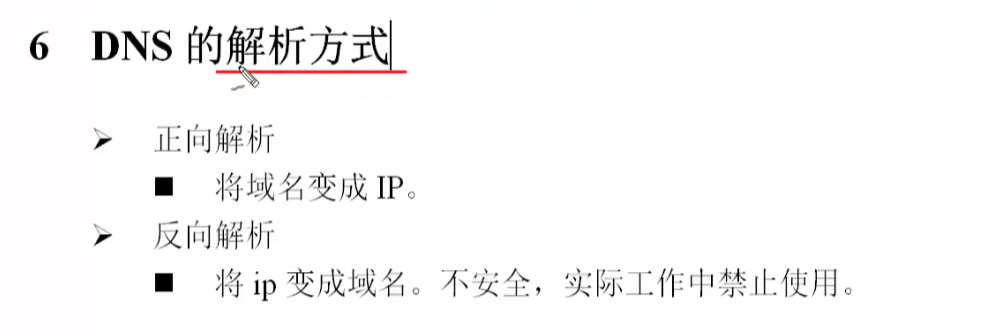 6 DNS 的解析方式
➢ 正向解析
■ 将域名变成 IP。
➢ 反向解析
■ 将 ip 变成域名。不安全，实际工作中禁止使用。